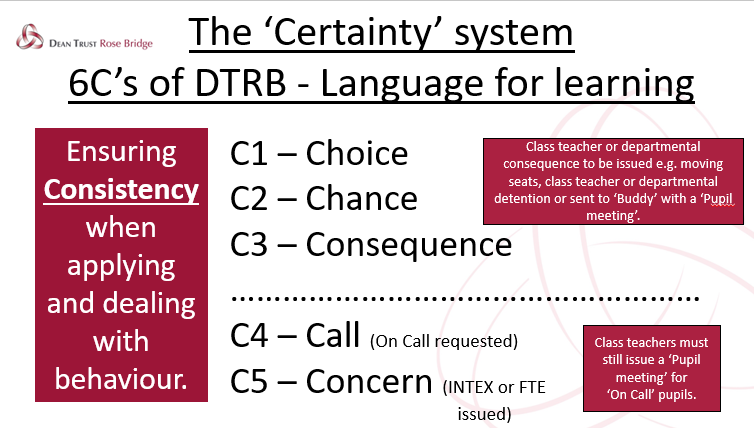 DEAN TRUST Rose Bridge
The ‘Certainty’ system
6C’s of DTRB - Language for learning
Ensuring
Consistency
when
applying
and dealing
with
behaviour.
C1 – Choice
C2 – Chance
C3 – Consequence
Class teacher or departmental
consequence to be issued e.g. moving
seats, class teacher or departmental
detention or sent to ‘Buddy’ with a ‘Pupil
meeting’.
……………………………………………
C4 – Call (On Call requested)
C5 – Concern (INTEX or FTE
issued)
Class teachers must
still issue a ‘Pupil
meeting’ for
‘On Call’ pupils.